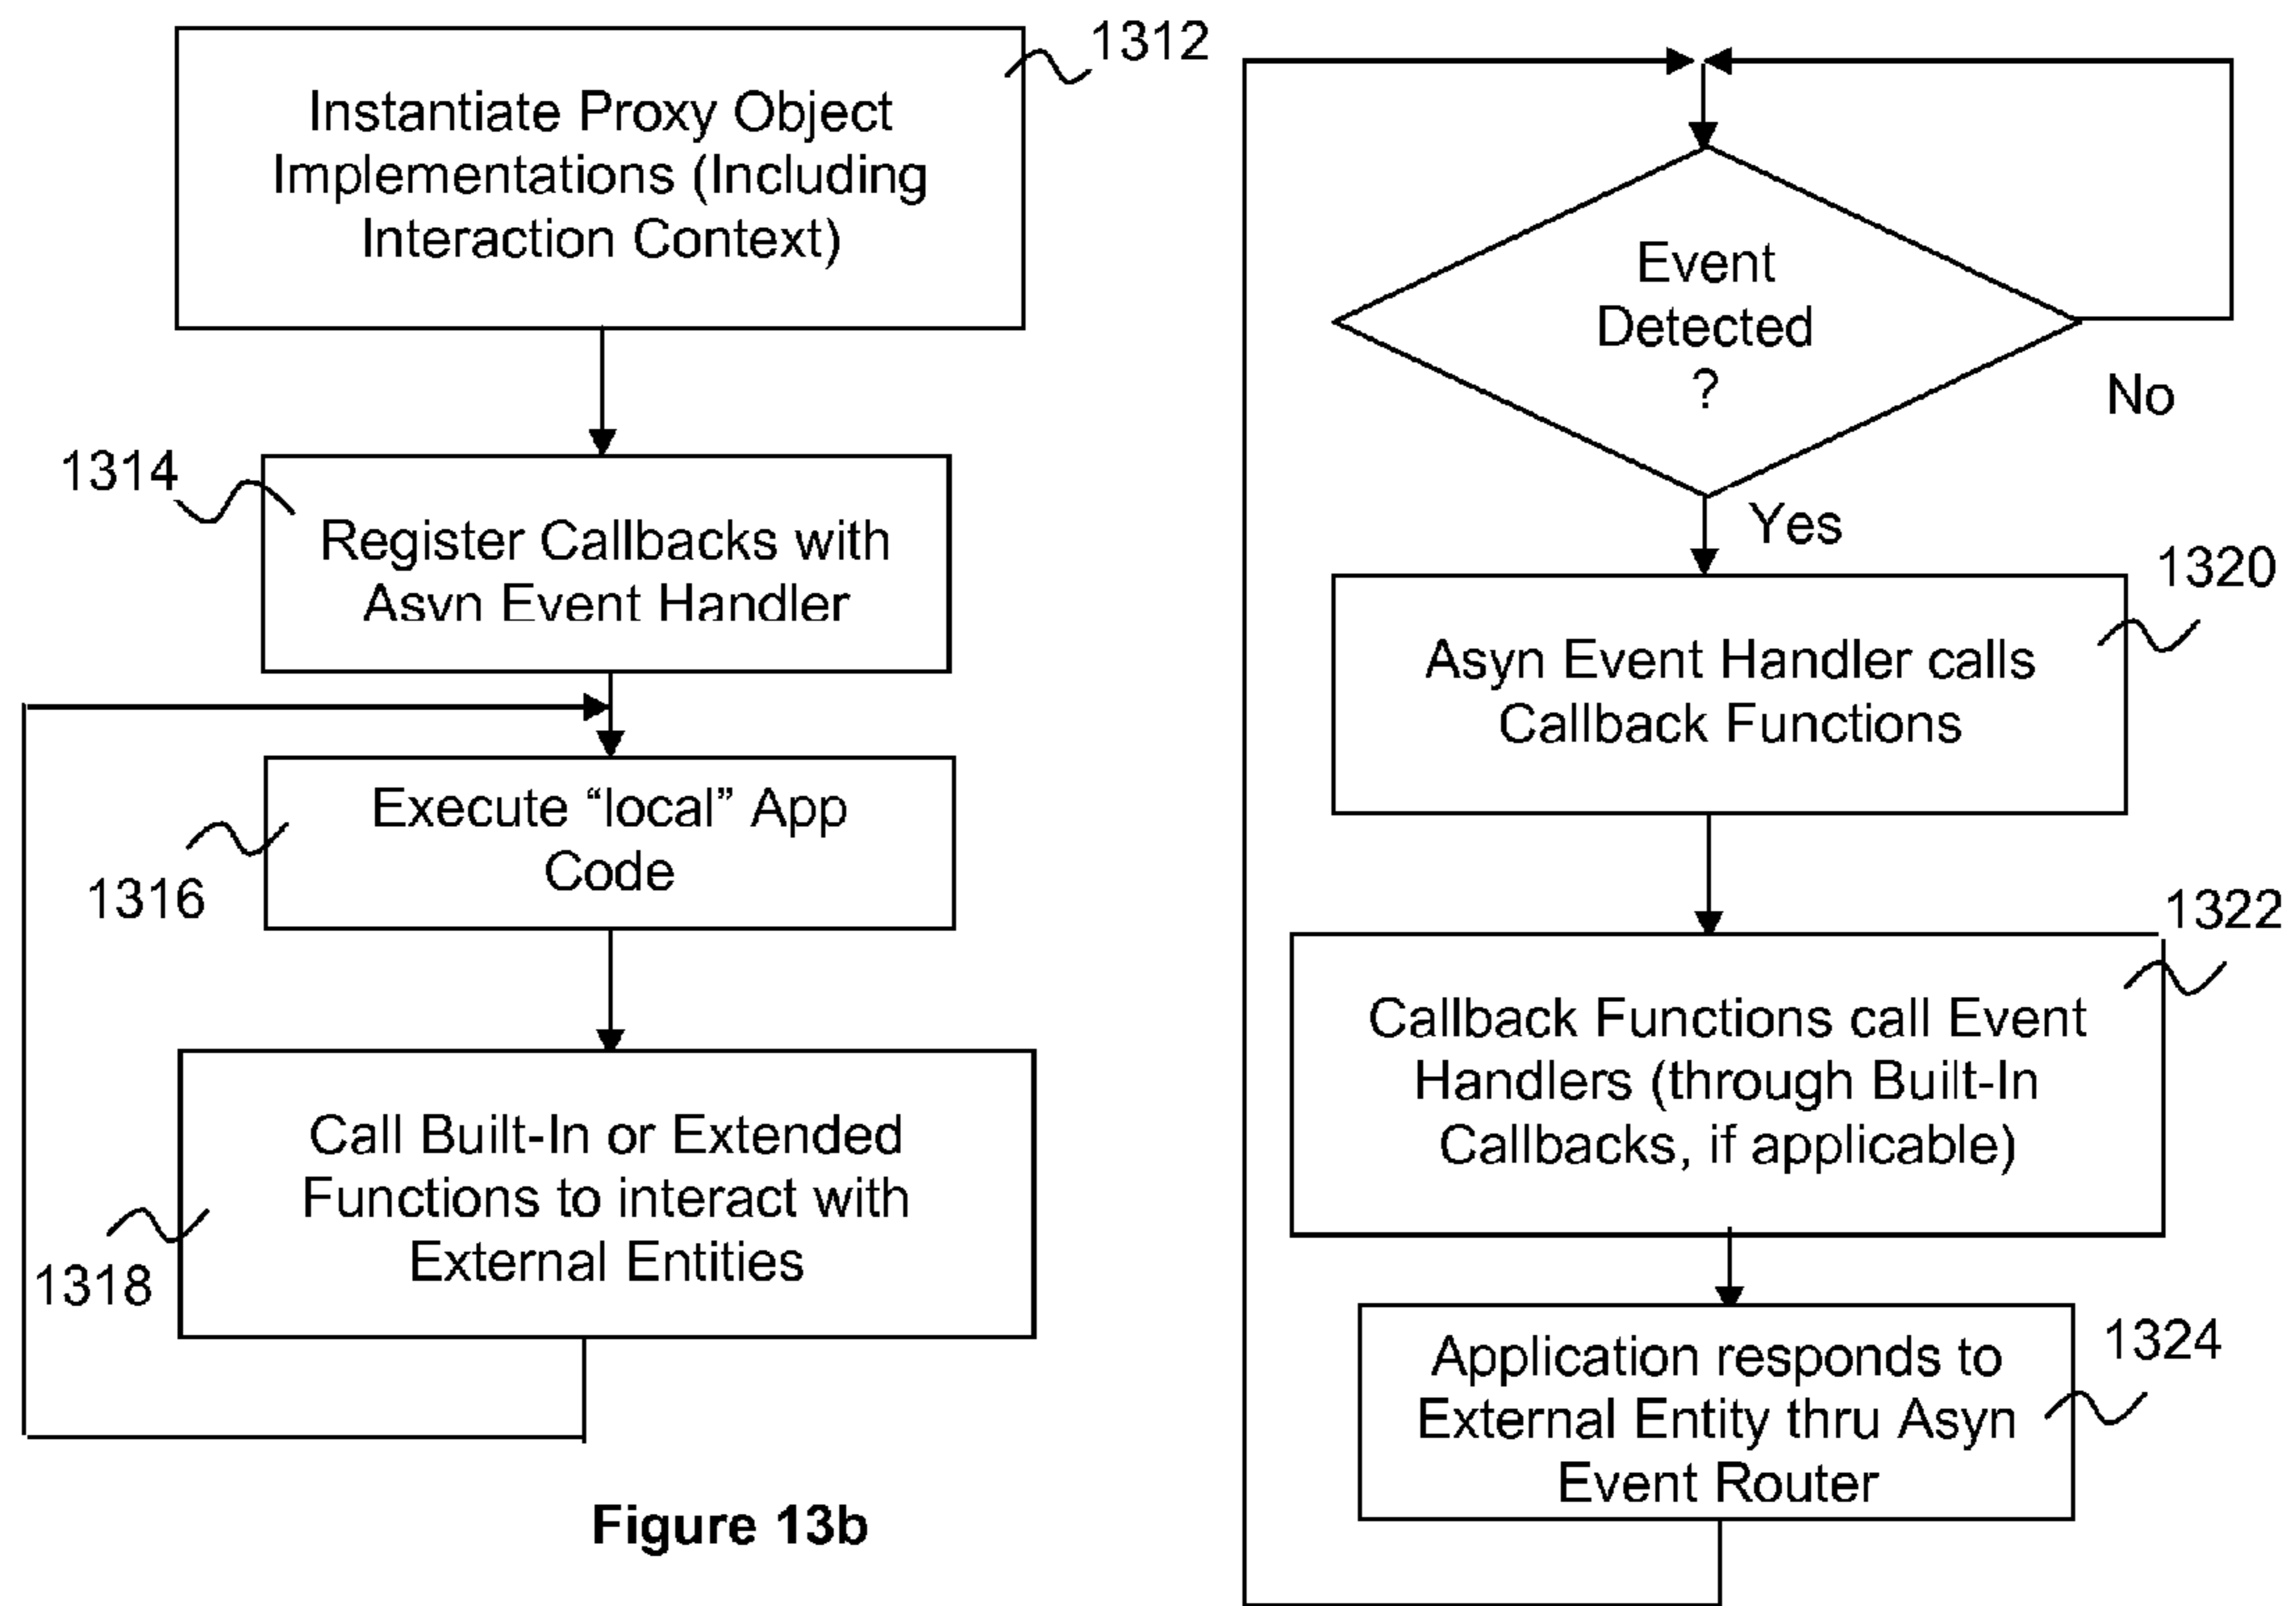 1312
Instantiate Proxy Object
Implementations (Including
Interaction Context)
1314
Register Callbacks with
Asyn Event Handler
Execute “local” App
Code
1316
Call Built-In or Extended
Functions to interact with
External Entities
1318
Figure 13b
Event
Detected
?
No
Yes
1320
Asyn Event Handler calls
Callback Functions
1322
Callback Functions call Event
Handlers (through Built-In
Callbacks, if applicable)
1324
Application responds to
External Entity thru Asyn
Event Router